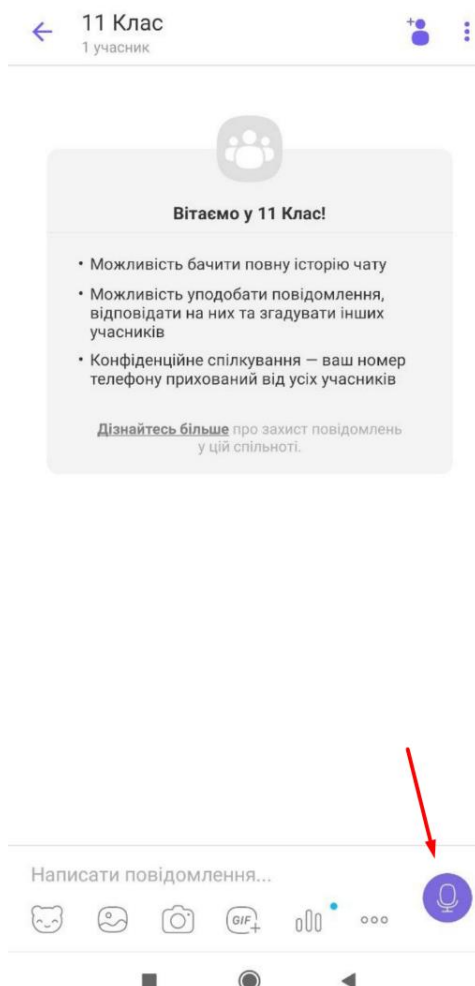 11 Клас
1 учасник
Вітаємо у 11 Клас!
• Можливість бачити повну історію чату
• Можливість уподобати повідомлення,
відповідати на них та згадувати інших
учасників
• Конфіденційне спілкування — ваш номер
телефону прихований від усіх учасників
Дізнайтесь більше про захист повідомлень
у цій спільноті.
Написати повідомлення...
GIF